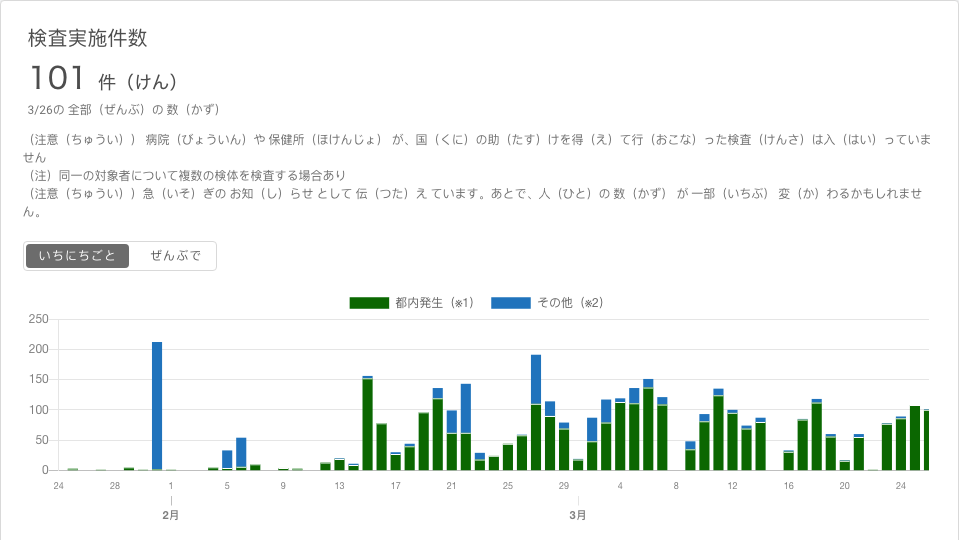 検査実施件数
101 件（けん）
3/26の 全部（ぜんぶ）の 数（かず）
（注意（ちゅうい）） 病院（びょういん）や 保健所（ほけんじょ） が、国（くに）の助（たす）けを得（え）て行（おこな）った検査（けんさ）は入（はい）っていま
せん
（注）同一の対象者について複数の検体を検査する場合あり
（注意（ちゅうい））急（いそ）ぎの お知（し）らせ として 伝（つた）え ています。あとで、人（ひと）の 数（かず） が 一部（いちぶ） 変（か）わるかもしれませ
ん。
いちにちごと ぜんぶで
都内発生（※1） その他（※2）
250
200
150
100
50
0
24 28 1 5 9 13 17 21 25 29 4 8 12 16 20 24
2月 3月